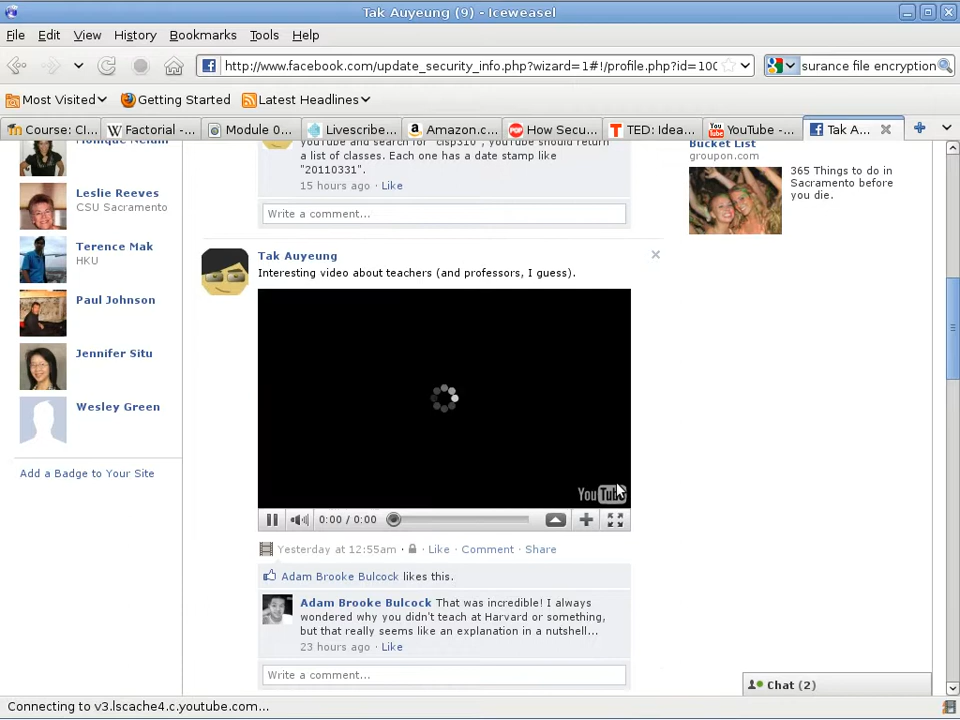 Tak Auyeung (9) - Iceweasel
File Edit View History Bookmarks Tools Help
http://www.facebook.com/update_security_info.php?wizard=1#!/profile.php?id=100
surance file encryption
Most Visited Getting Started Latest Headlines
Course: CI... Factorial -... Module 0... Livescribe... Amazon.c... How Secu... TED: Idea... YouTube -... Tak A...
Leslie Reeves
CSU Sacramento
Terence Mak
HKU
Paul Johnson
Jennifer Situ
Wesley Green
Add a Badge to Your Site
youTube and search for "cisp310", youTube should return
a list of classes. Each one has a date stamp like
"20110331".
15 hours ago · Like
Write a comment...
Tak Auyeung
Interesting video about teachers (and professors, I guess).
YouTube
0:00 / 0:00
Yesterday at 12:55am · Like · Comment · Share
Adam Brooke Bulcock likes this.
Adam Brooke Bulcock That was incredible! I always
wondered why you didn't teach at Harvard or something,
but that really seems like an explanation in a nutshell...
23 hours ago · Like
Write a comment...
Bucket List
groupon.com
365 Things to do in
Sacramento before
you die.
Chat (2)
Connecting to v3.lscache4.c.youtube.com...